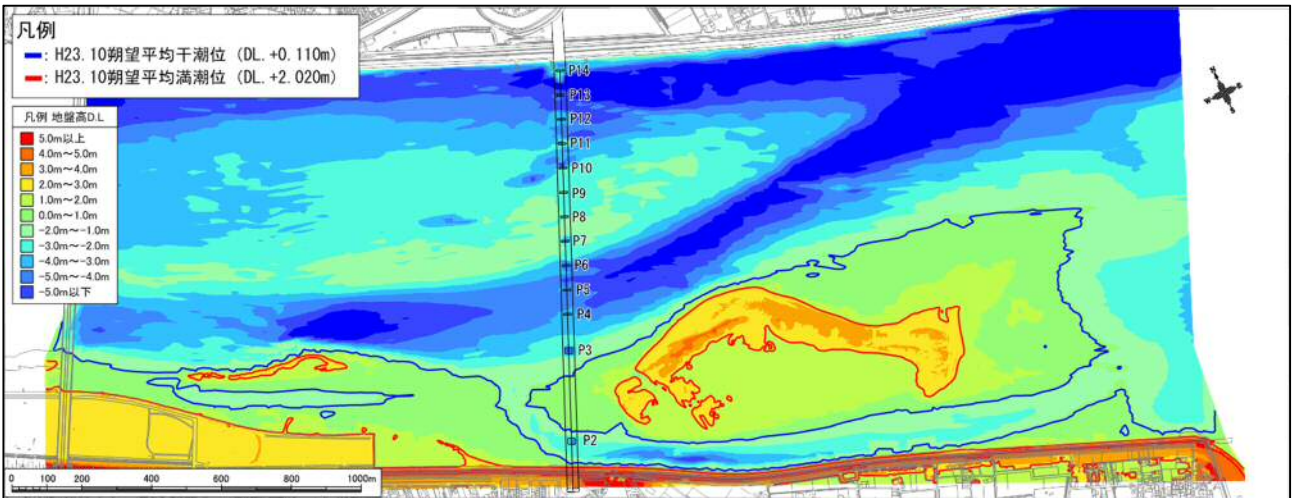 凡例
━: H23.10朔望平均干潮位 (DL.+0.110m)
━: H23.10朔望平均満潮位 (DL.+2.020m)
凡例 地盤高D.L
5.0m以上
4.0m~5.0m
3.0m~4.0m
2.0m~3.0m
1.0m~2.0m
0.0m~1.0m
-2.0m~-1.0m
-3.0m~-2.0m
-4.0m~-3.0m
-5.0m~-4.0m
-5.0m以下
P14
P13
P12
P11
P10
P9
P8
P7
P6
P5
P4
P3
P2
0 100 200 400 600 800 1000m